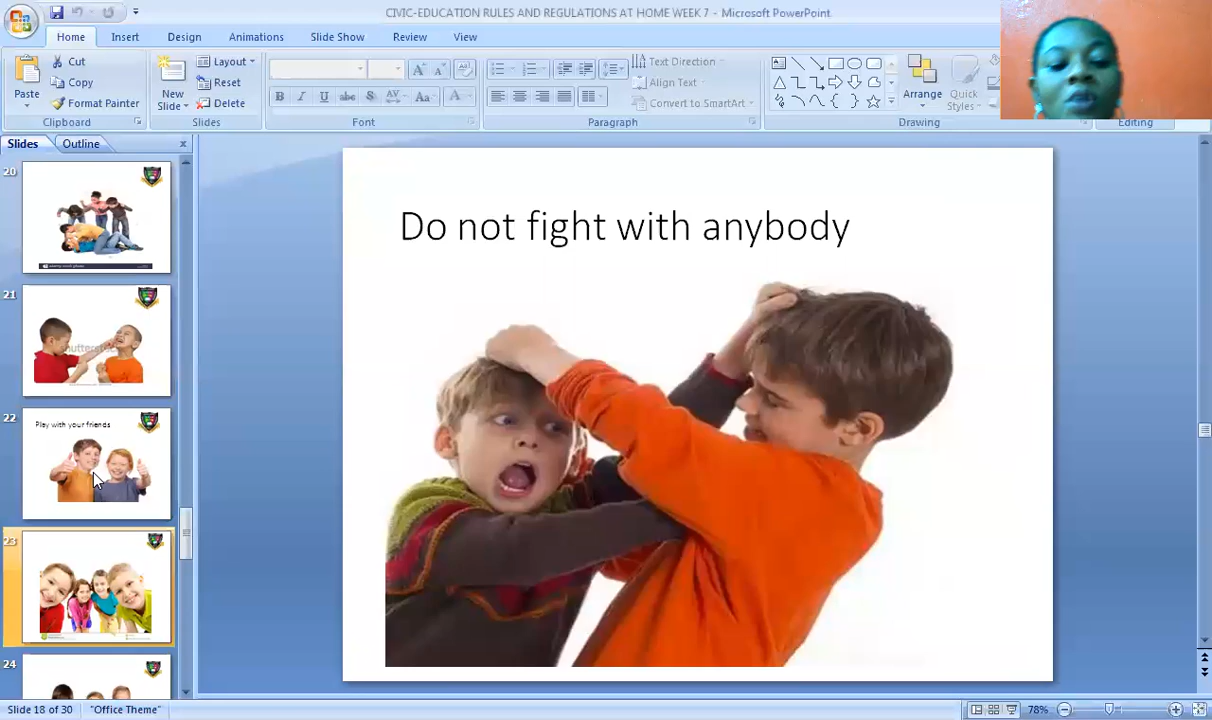 CIVIC-EDUCATION RULES AND REGULATIONS AT HOME WEEK 7 - Microsoft PowerPoint
Home Insert Design Animations Slide Show Review View
Paste
Cut
Copy
Format Painter
Clipboard
New Slide
Layout
Reset
Delete
Slides
B I U abc S AV Aa A
Font
Text Direction
Align Text
Convert to SmartArt
Paragraph
Arrange
Quick Styles
Drawing
Editing
Slides Outline
20
21
22
Play with your friends
23
24
Do not fight with anybody
Slide 18 of 30
"Office Theme"
78%